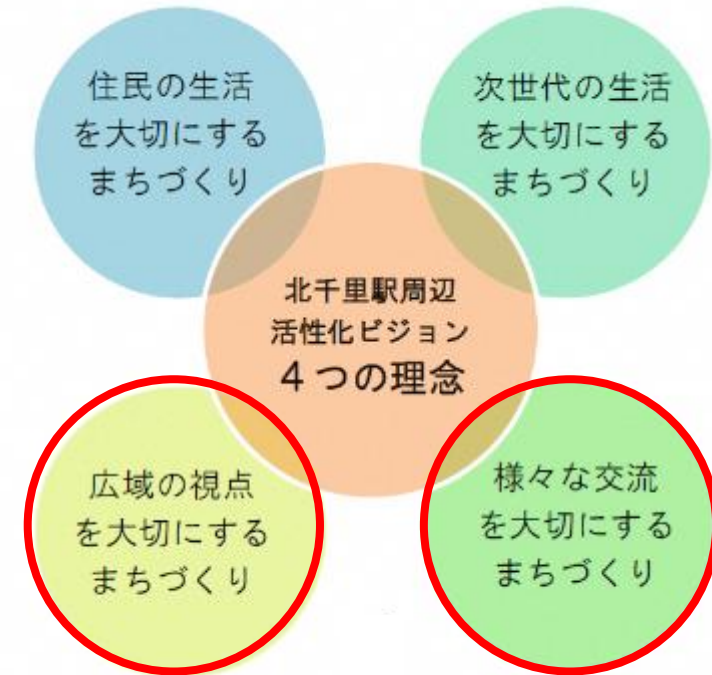 住民の生活
を大切にする
まちづくり
次世代の生活
を大切にする
まちづくり
北千里駅周辺
活性化ビジョン
4つの理念
広域の視点
を大切にする
まちづくり
様々な交流
を大切にする
まちづくり